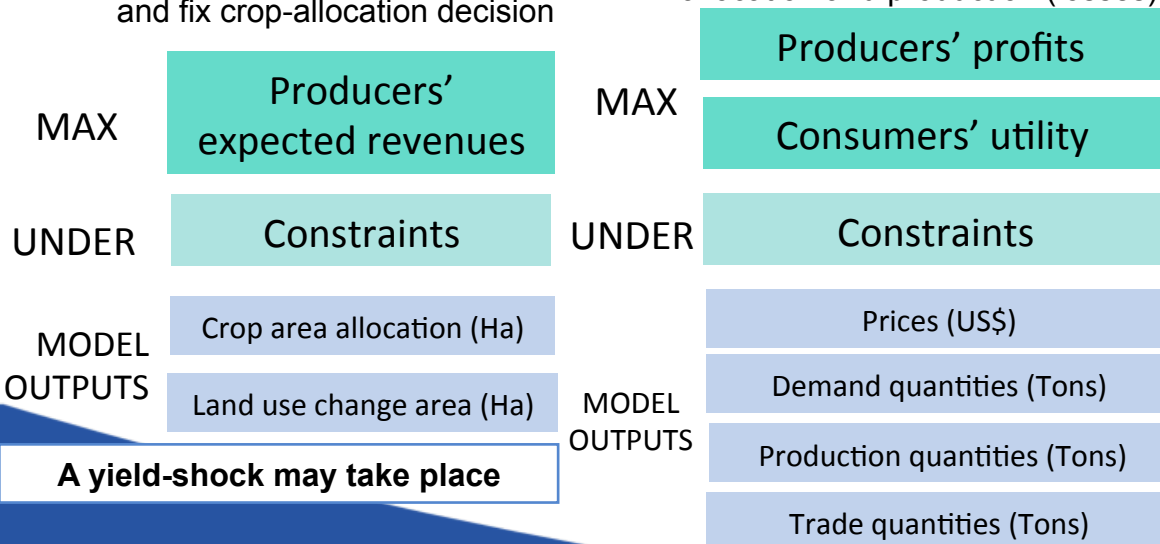 and fix crop-allocation decision
MAX
Producers’
expected revenues
UNDER
Constraints
MODEL
OUTPUTS
Crop area allocation (Ha)
Land use change area (Ha)
A yield-shock may take place
production (losses)
MAX
Producers’ profits
Consumers’ utility
UNDER
Constraints
MODEL
OUTPUTS
Prices (US$)
Demand quantities (Tons)
Production quantities (Tons)
Trade quantities (Tons)